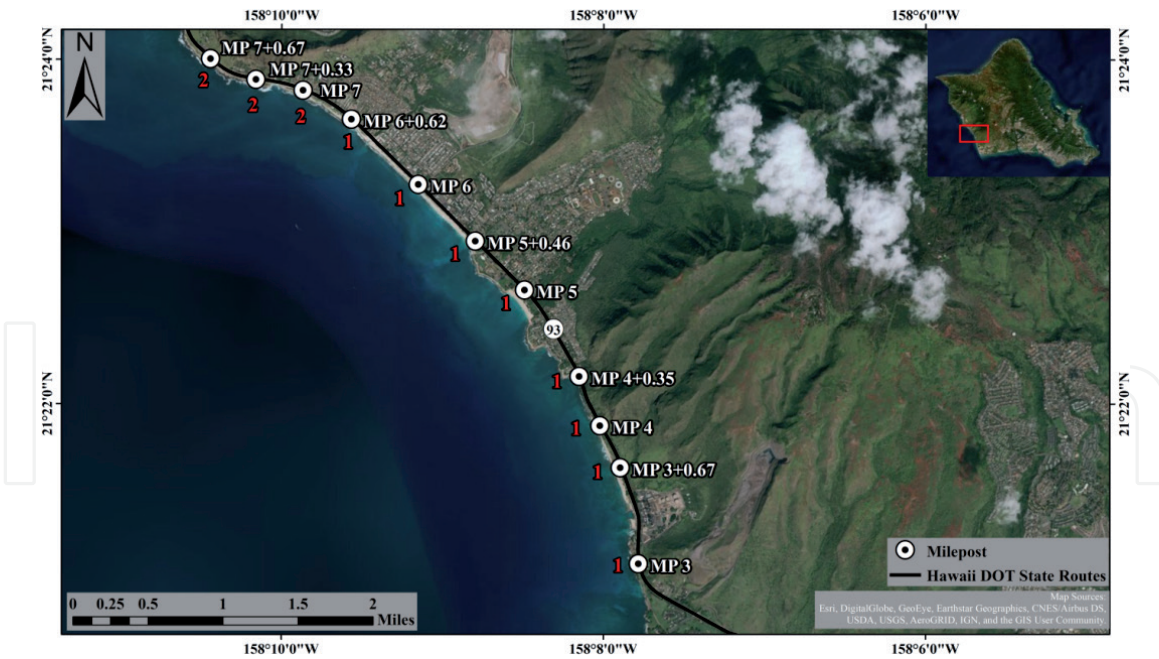 158°10'0"W
158°8'0"W
158°6'0"W
21°24'0"N
21°24'0"N
N
MP 7+0.67
MP 7+0.33
MP 7
2
2
2
MP 6+0.62
1
MP 6
1
MP 5+0.46
1
MP 5
1
93
MP 4+0.35
1
21°22'0"N
21°22'0"N
MP 4
1
MP 3+0.67
1
MP 3
1
Milepost
Hawaii DOT State Routes
Map Sources:
Esri, DigitalGlobe, GeoEye, Earthstar Geographics, CNES/Airbus DS,
USDA, USGS, AeroGRID, IGN, and the GIS User Community.
0 0.25 0.5 1 1.5 2
Miles
158°10'0"W
158°8'0"W
158°6'0"W